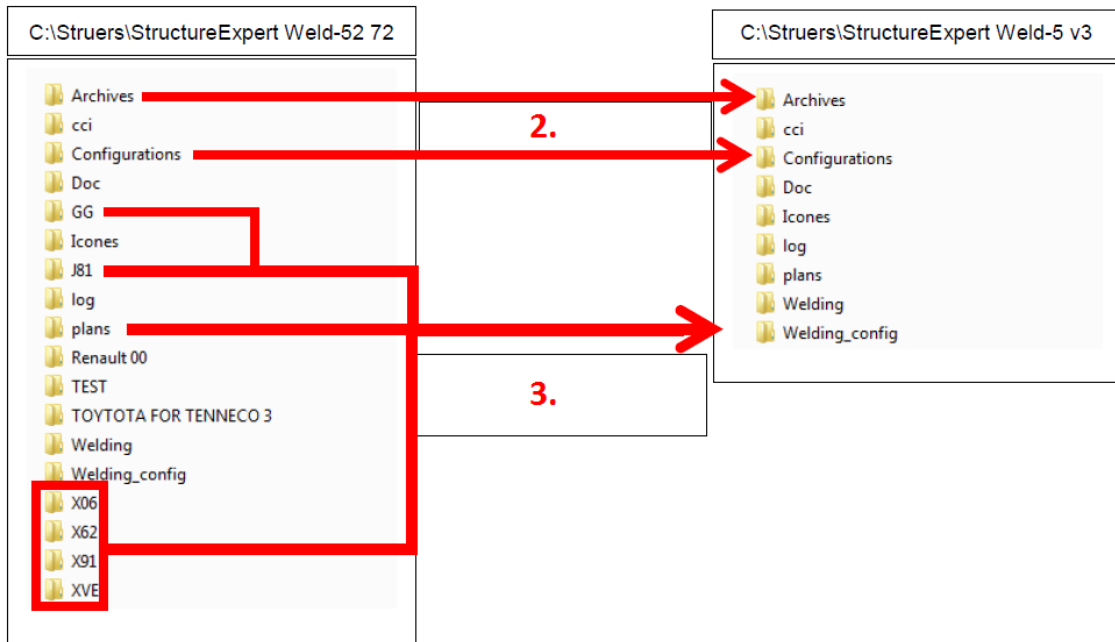 C:\Struers\StructureExpert Weld-52 72
Archives
cci
Configurations
Doc
GG
Icones
J81
log
plans
Renault 00
TEST
TOYTOTA FOR TENNECO 3
Welding
Welding_config
X06
X62
X91
XVE
2.
3.
C:\Struers\StructureExpert Weld-5 v3
Archives
cci
Configurations
Doc
Icones
log
plans
Welding
Welding_config